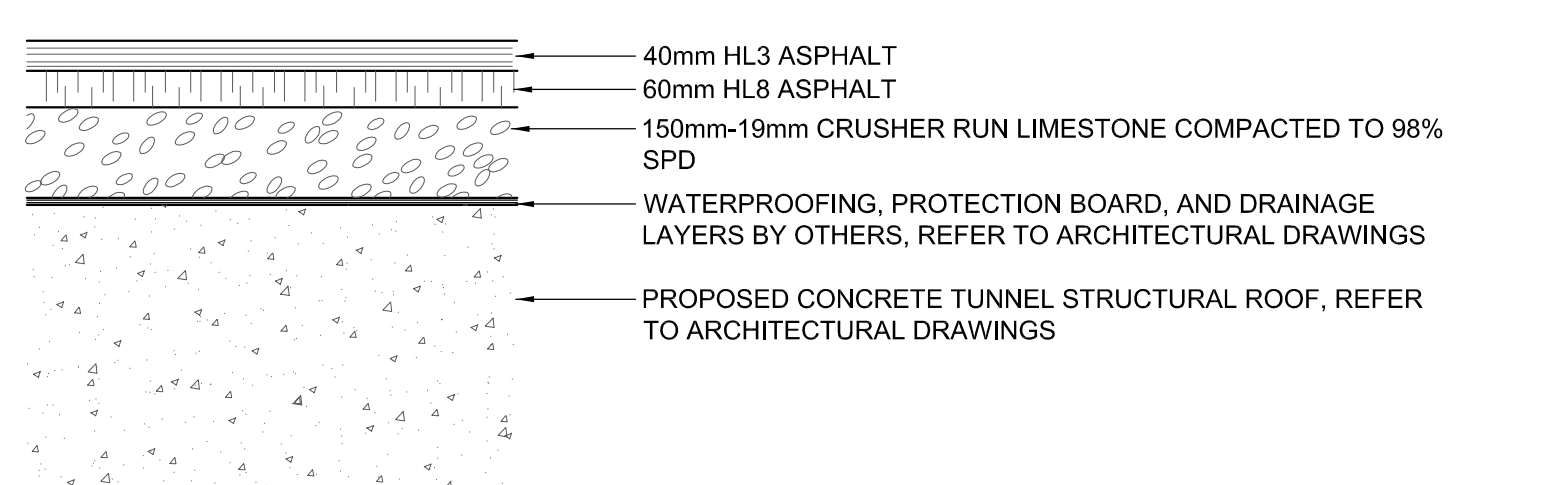 40mm HL3 ASPHALT
60mm HL8 ASPHALT
150mm-19mm CRUSHER RUN LIMESTONE COMPACTED TO 98%
SPD
WATERPROOFING, PROTECTION BOARD, AND DRAINAGE
LAYERS BY OTHERS, REFER TO ARCHITECTURAL DRAWINGS
PROPOSED CONCRETE TUNNEL STRUCTURAL ROOF, REFER
TO ARCHITECTURAL DRAWINGS